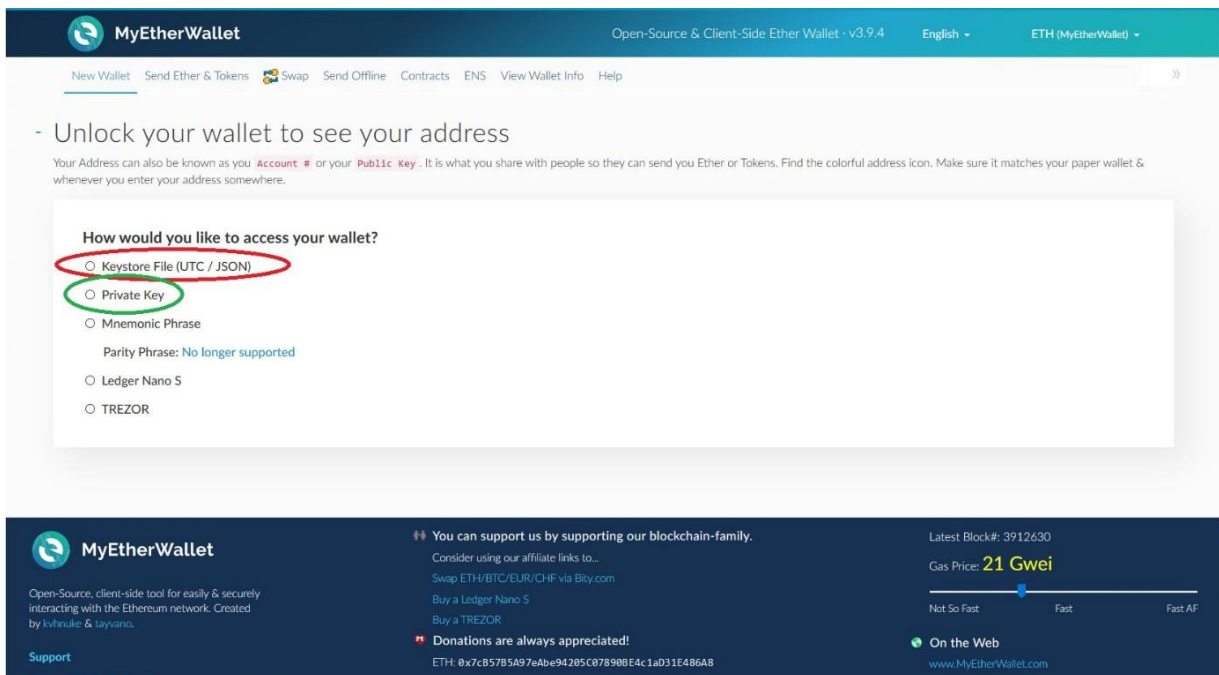 MyEtherWallet
Open-Source & Client-Side Ether Wallet · v3.9.4
English
ETH (MyEtherWallet)
New Wallet Send Ether & Tokens Swap Send Offline Contracts ENS View Wallet Info Help
- Unlock your wallet to see your address
Your Address can also be known as you Account # or your Public Key. It is what you share with people so they can send you Ether or Tokens. Find the colorful address icon. Make sure it matches your paper wallet &
whenever you enter your address somewhere.
How would you like to access your wallet?
Keystore File (UTC / JSON)
Private Key
Mnemonic Phrase
Parity Phrase: No longer supported
Ledger Nano S
TREZOR
MyEtherWallet
Open-Source, client-side tool for easily & securely
interacting with the Ethereum network. Created
by kvhnuke & tayvano.
Support
You can support us by supporting our blockchain-family.
Consider using our affiliate links to...
Swap ETH/BTC/EUR/CHF via Bity.com
Buy a Ledger Nano S
Buy a TREZOR
Donations are always appreciated!
ETH: 0x7cB57B5A97eAbe94205C07890BE4c1aD31E486A8
Latest Block#: 3912630
Gas Price: 21 Gwei
Not So Fast Fast Fast AF
On the Web
www.MyEtherWallet.com